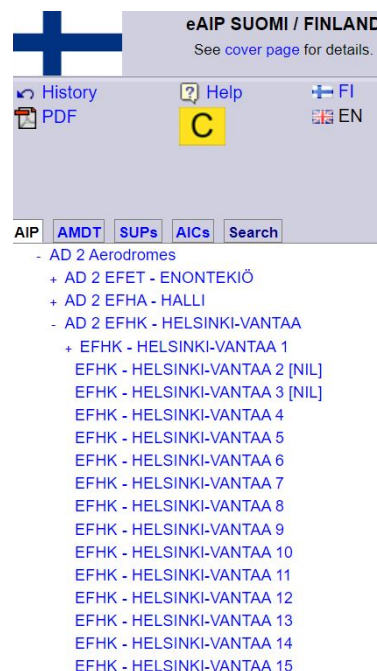 eAIP SUOMI / FINLAND
See cover page for details.
History Help FI
PDF C EN
AIP AMDT SUPs AICs Search
- AD 2 Aerodromes
+ AD 2 EFET - ENONTEKIÖ
+ AD 2 EFHA - HALLI
- AD 2 EFHK - HELSINKI-VANTAA
+ EFHK - HELSINKI-VANTAA 1
EFHK - HELSINKI-VANTAA 2 [NIL]
EFHK - HELSINKI-VANTAA 3 [NIL]
EFHK - HELSINKI-VANTAA 4
EFHK - HELSINKI-VANTAA 5
EFHK - HELSINKI-VANTAA 6
EFHK - HELSINKI-VANTAA 7
EFHK - HELSINKI-VANTAA 8
EFHK - HELSINKI-VANTAA 9
EFHK - HELSINKI-VANTAA 10
EFHK - HELSINKI-VANTAA 11
EFHK - HELSINKI-VANTAA 12
EFHK - HELSINKI-VANTAA 13
EFHK - HELSINKI-VANTAA 14
EFHK - HELSINKI-VANTAA 15